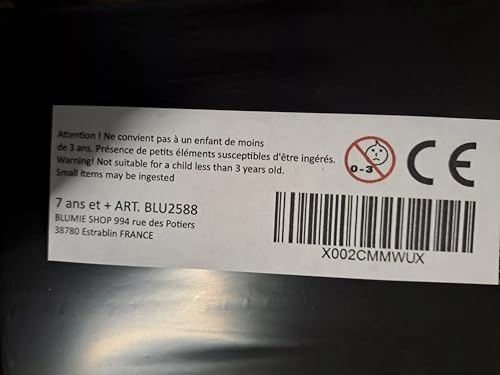 Attention ! Ne convient pas à un enfant de moins
de 3 ans. Présence de petits éléments susceptibles d'être ingérés.
Warning! Not suitable for a child less than 3 years old.
Small items may be ingested
0-3
CE
7 ans et + ART. BLU2588
BLUMIE SHOP 994 rue des Potiers
38780 Estrablin FRANCE
X002CMMWUX